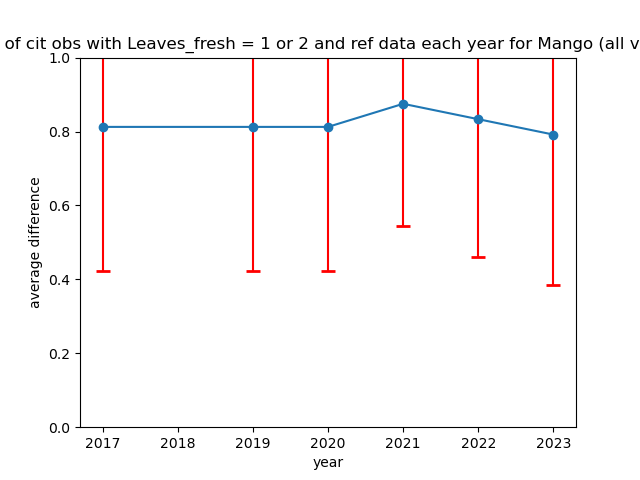 of cit obs with Leaves_fresh = 1 or 2 and ref data each year for Mango (all
1.0
0.8
0.6
0.4
0.2
0.0
average difference
2017 2018 2019 2020 2021 2022 2023
year